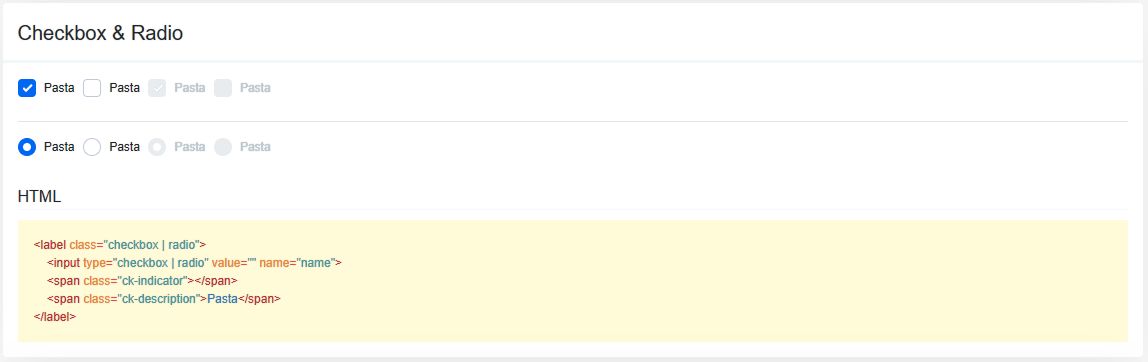 Checkbox & Radio
Pasta Pasta Pasta Pasta
Pasta Pasta Pasta Pasta
HTML
<label class="checkbox | radio">
<input type="checkbox | radio" value="" name="name">
<span class="ck-indicator"></span>
<span class="ck-description">Pasta</span>
</label>